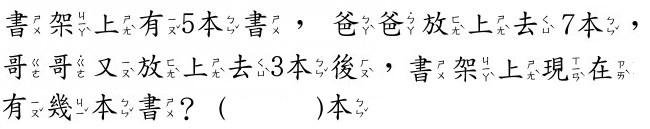 書架上有5本書， 爸爸放上去7本，
哥哥又放上去3本後，書架上現在
有幾本書？（　　）本